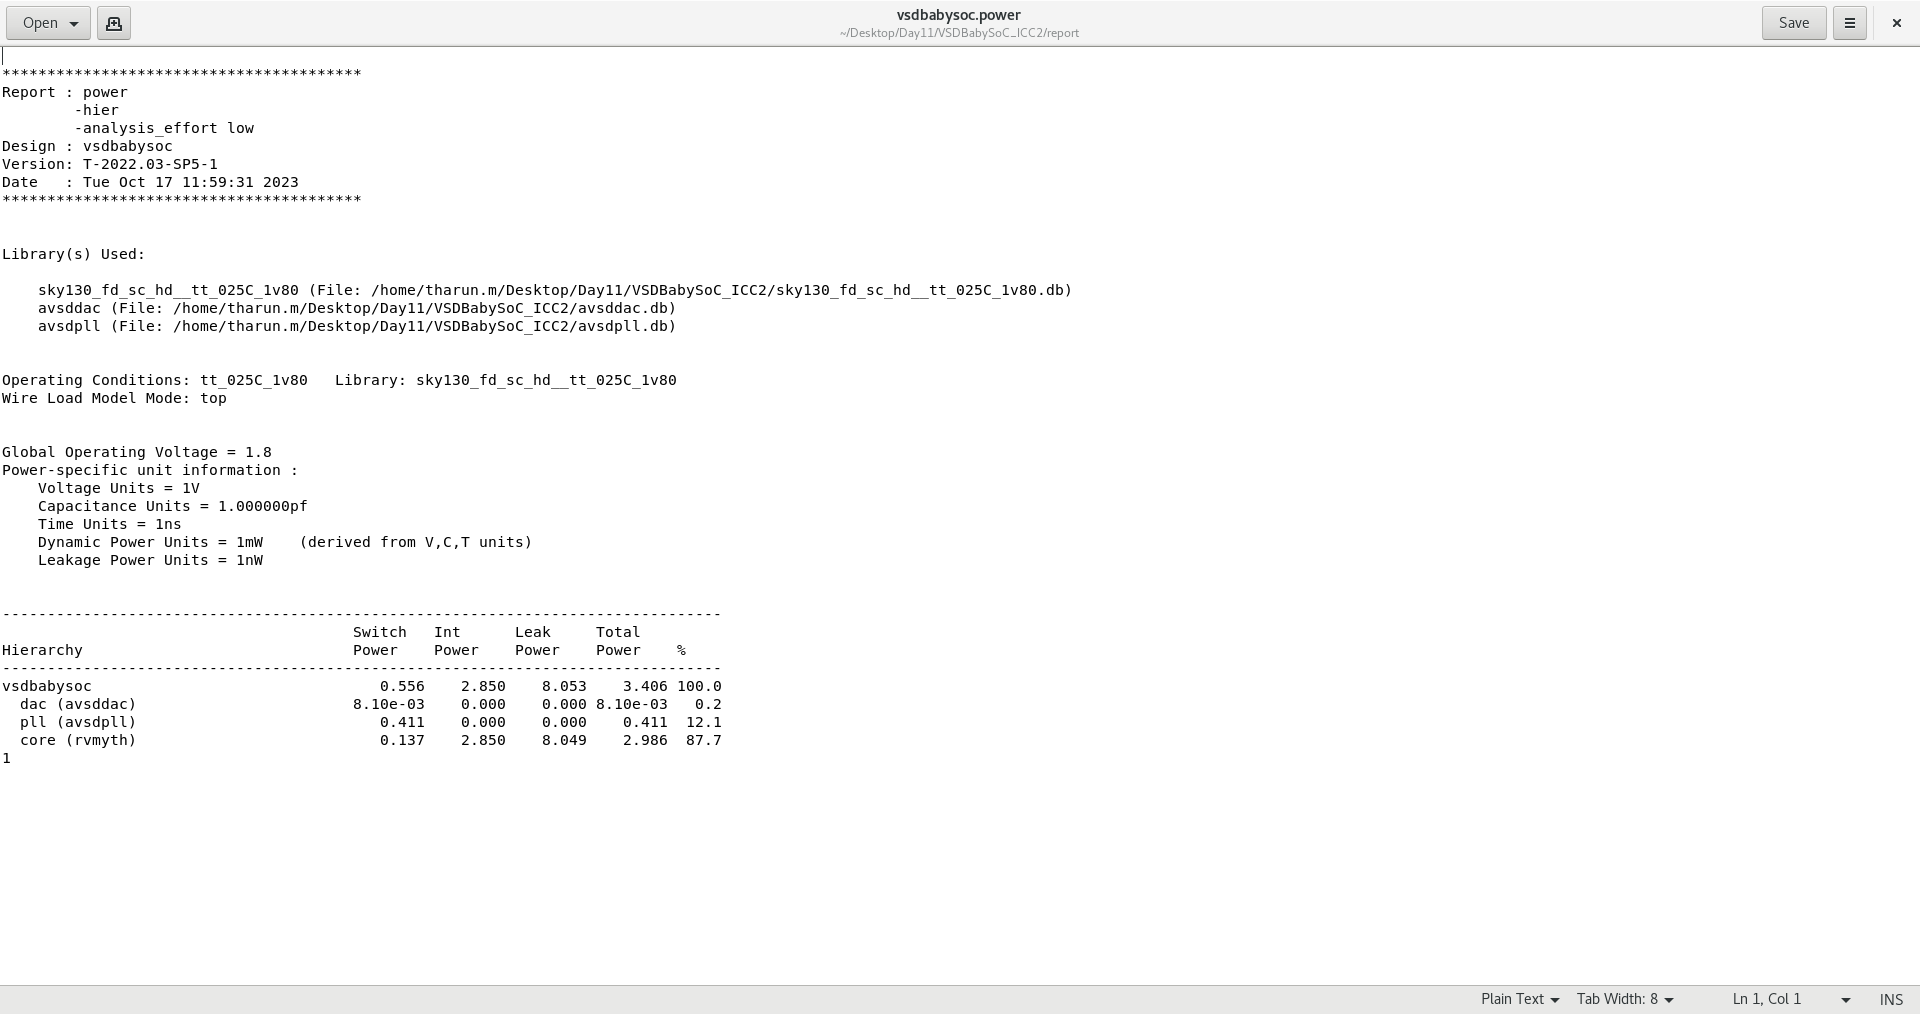 Open
vsdbabysoc.power
~/Desktop/Day11/VSDBabySoC_ICC2/report
Save
****************************************
Report : power
        -hier
        -analysis_effort low
Design : vsdbabysoc
Version: T-2022.03-SP5-1
Date   : Tue Oct 17 11:59:31 2023
****************************************
Library(s) Used:
    sky130_fd_sc_hd__tt_025C_1v80 (File: /home/tharun.m/Desktop/Day11/VSDBabySoC_ICC2/sky130_fd_sc_hd__tt_025C_1v80.db)
    avsddac (File: /home/tharun.m/Desktop/Day11/VSDBabySoC_ICC2/avsddac.db)
    avsdpll (File: /home/tharun.m/Desktop/Day11/VSDBabySoC_ICC2/avsdpll.db)
Operating Conditions: tt_025C_1v80   Library: sky130_fd_sc_hd__tt_025C_1v80
Wire Load Model Mode: top
Global Operating Voltage = 1.8
Power-specific unit information :
    Voltage Units = 1V
    Capacitance Units = 1.000000pf
    Time Units = 1ns
    Dynamic Power Units = 1mW    (derived from V,C,T units)
    Leakage Power Units = 1nW
--------------------------------------------------------------------------------
                                       Switch   Int      Leak     Total
Hierarchy                              Power    Power    Power    Power    %
--------------------------------------------------------------------------------
vsdbabysoc                                0.556    2.850    8.053    3.406 100.0
  dac (avsddac)                        8.10e-03    0.000    0.000 8.10e-03   0.2
  pll (avsdpll)                           0.411    0.000    0.000    0.411  12.1
  core (rvmyth)                           0.137    2.850    8.049    2.986  87.7
1
Plain Text
Tab Width: 8
Ln 1, Col 1
INS